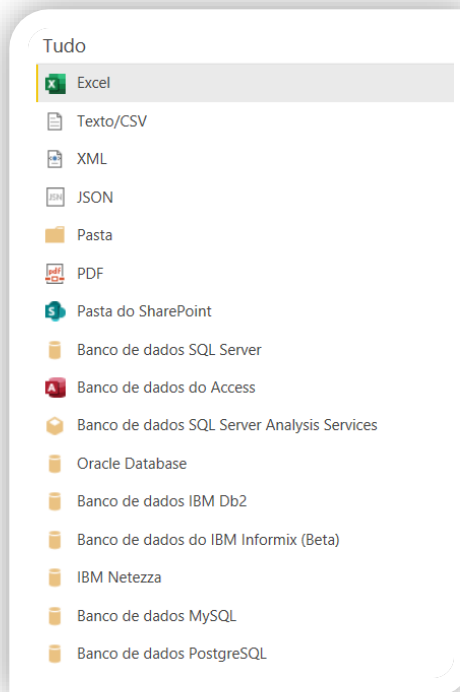 Tudo
Excel
Texto/CSV
XML
JSON
Pasta
PDF
Pasta do SharePoint
Banco de dados SQL Server
Banco de dados do Access
Banco de dados SQL Server Analysis Services
Oracle Database
Banco de dados IBM Db2
Banco de dados do IBM Informix (Beta)
IBM Netezza
Banco de dados MySQL
Banco de dados PostgreSQL